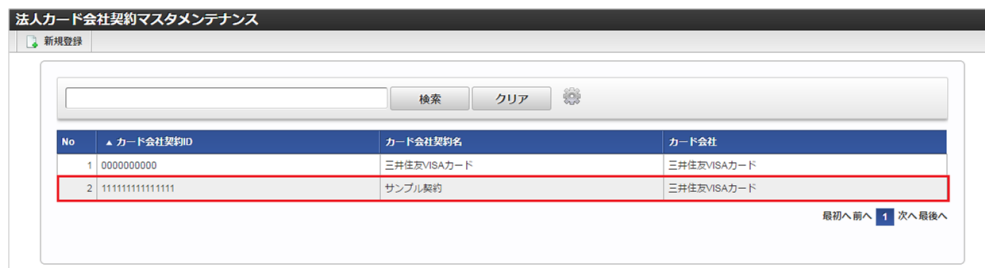 法人カード会社契約マスタメンテナンス
新規登録
検索 クリア
No ▲ カード会社契約ID カード会社契約名 カード会社
1 0000000000 三井住友VISAカード 三井住友VISAカード
2 111111111111111 サンプル契約 三井住友VISAカード
最初へ 前へ 1 次へ 最後へ